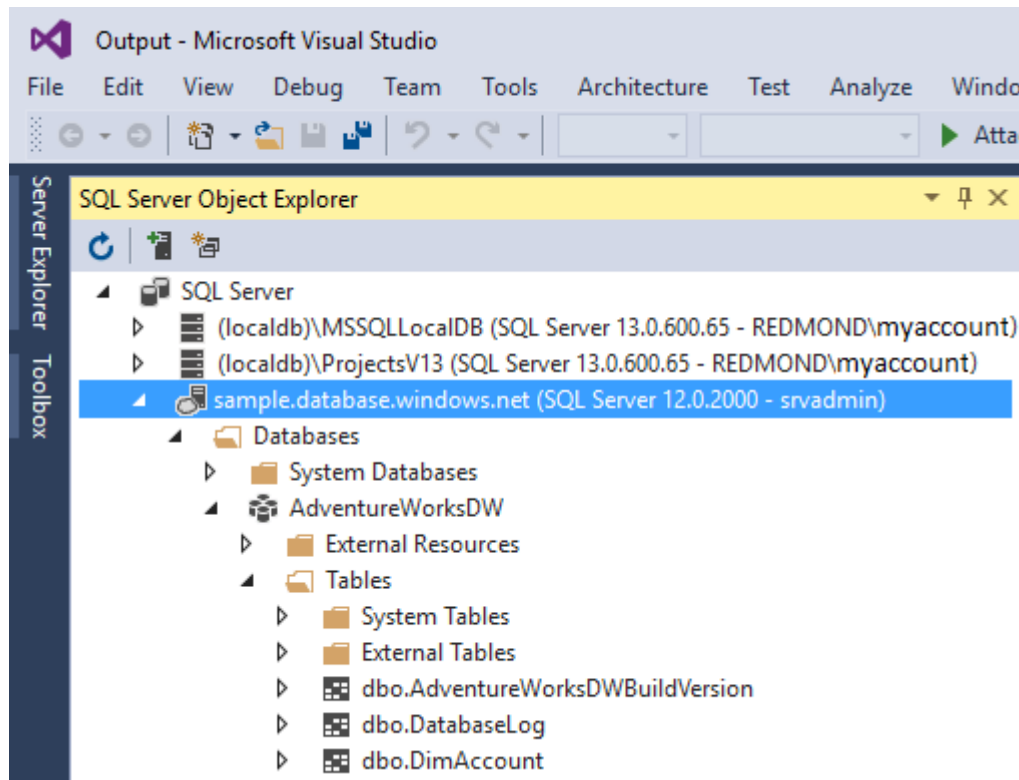 Output - Microsoft Visual Studio
File Edit View Debug Team Tools Architecture Test Analyze Windo
Atta
Server Explorer
Toolbox
SQL Server Object Explorer
SQL Server
(localdb)\MSSQLLocalDB (SQL Server 13.0.600.65 - REDMOND\myaccount)
(localdb)\ProjectsV13 (SQL Server 13.0.600.65 - REDMOND\myaccount)
sample.database.windows.net (SQL Server 12.0.2000 - srvadmin)
Databases
System Databases
AdventureWorksDW
External Resources
Tables
System Tables
External Tables
dbo.AdventureWorksDWBuildVersion
dbo.DatabaseLog
dbo.DimAccount